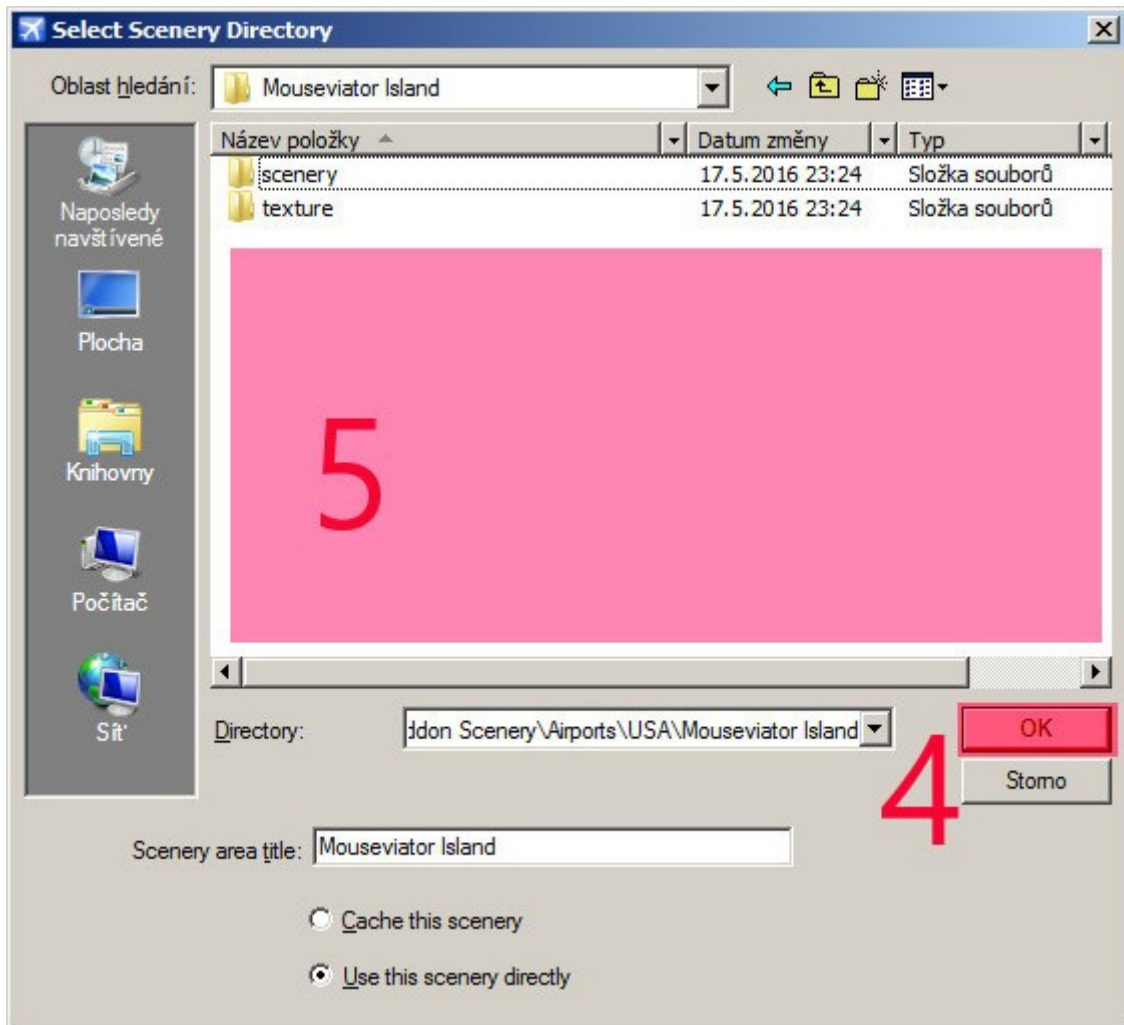 Select Scenery Directory
Oblast hledání: Mouseviator Island
Název položky Datum změny Typ
scenery 17.5.2016 23:24 Složka souborů
texture 17.5.2016 23:24 Složka souborů
Naposledy
navštívené
Plocha
Knihovny
Počítač
Síť
5
Directory: ddon Scenery\Airports\USA\Mouseviator Island OK
4
Storno
Scenery area title: Mouseviator Island
Cache this scenery
Use this scenery directly